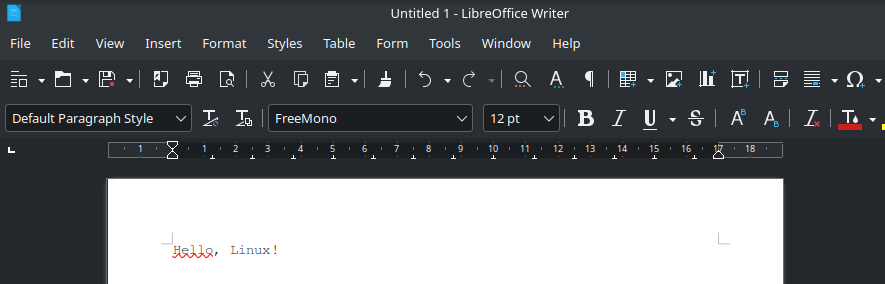 Untitled 1 - LibreOffice Writer
File Edit View Insert Format Styles Table Form Tools Window Help
Default Paragraph Style FreeMono 12 pt B I U S A B A B I T
1 1 2 3 4 5 6 7 8 9 10 11 12 13 14 15 16 17 18
Hello, Linux!